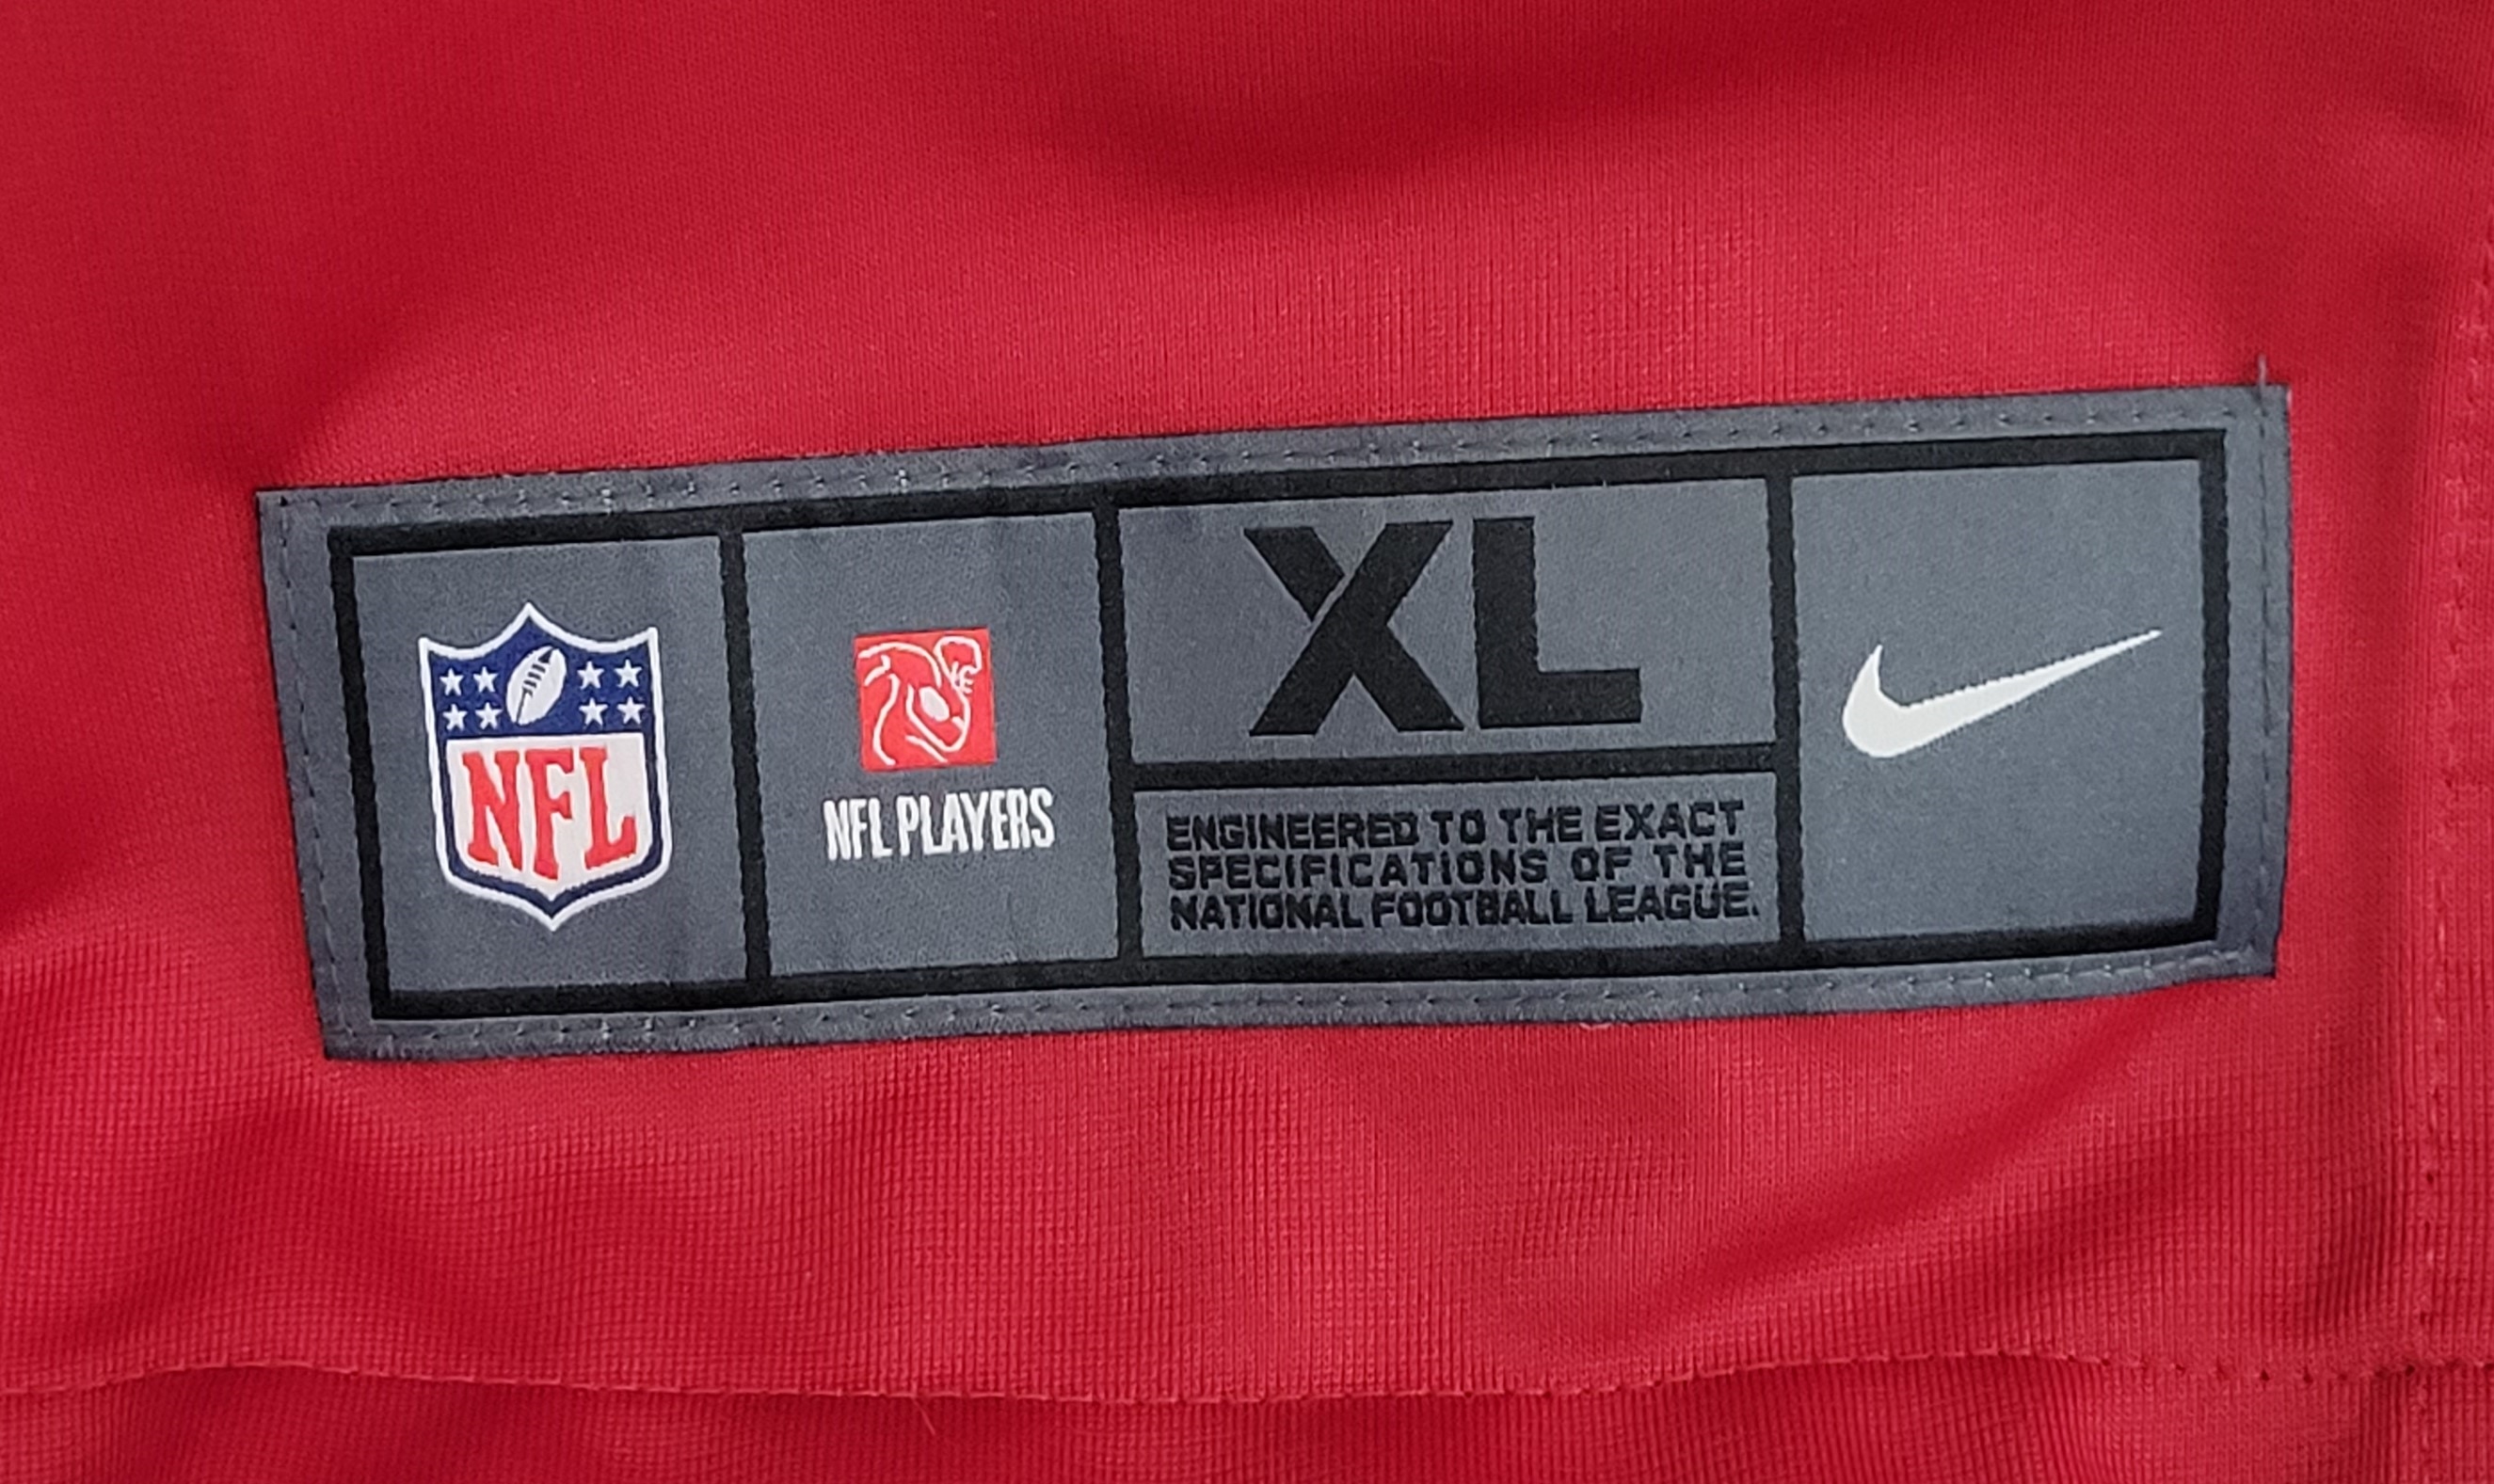 NFL
NFL PLAYERS
XL
ENGINEERED TO THE EXACT
SPECIFICATIONS OF THE
NATIONAL FOOTBALL LEAGUE.